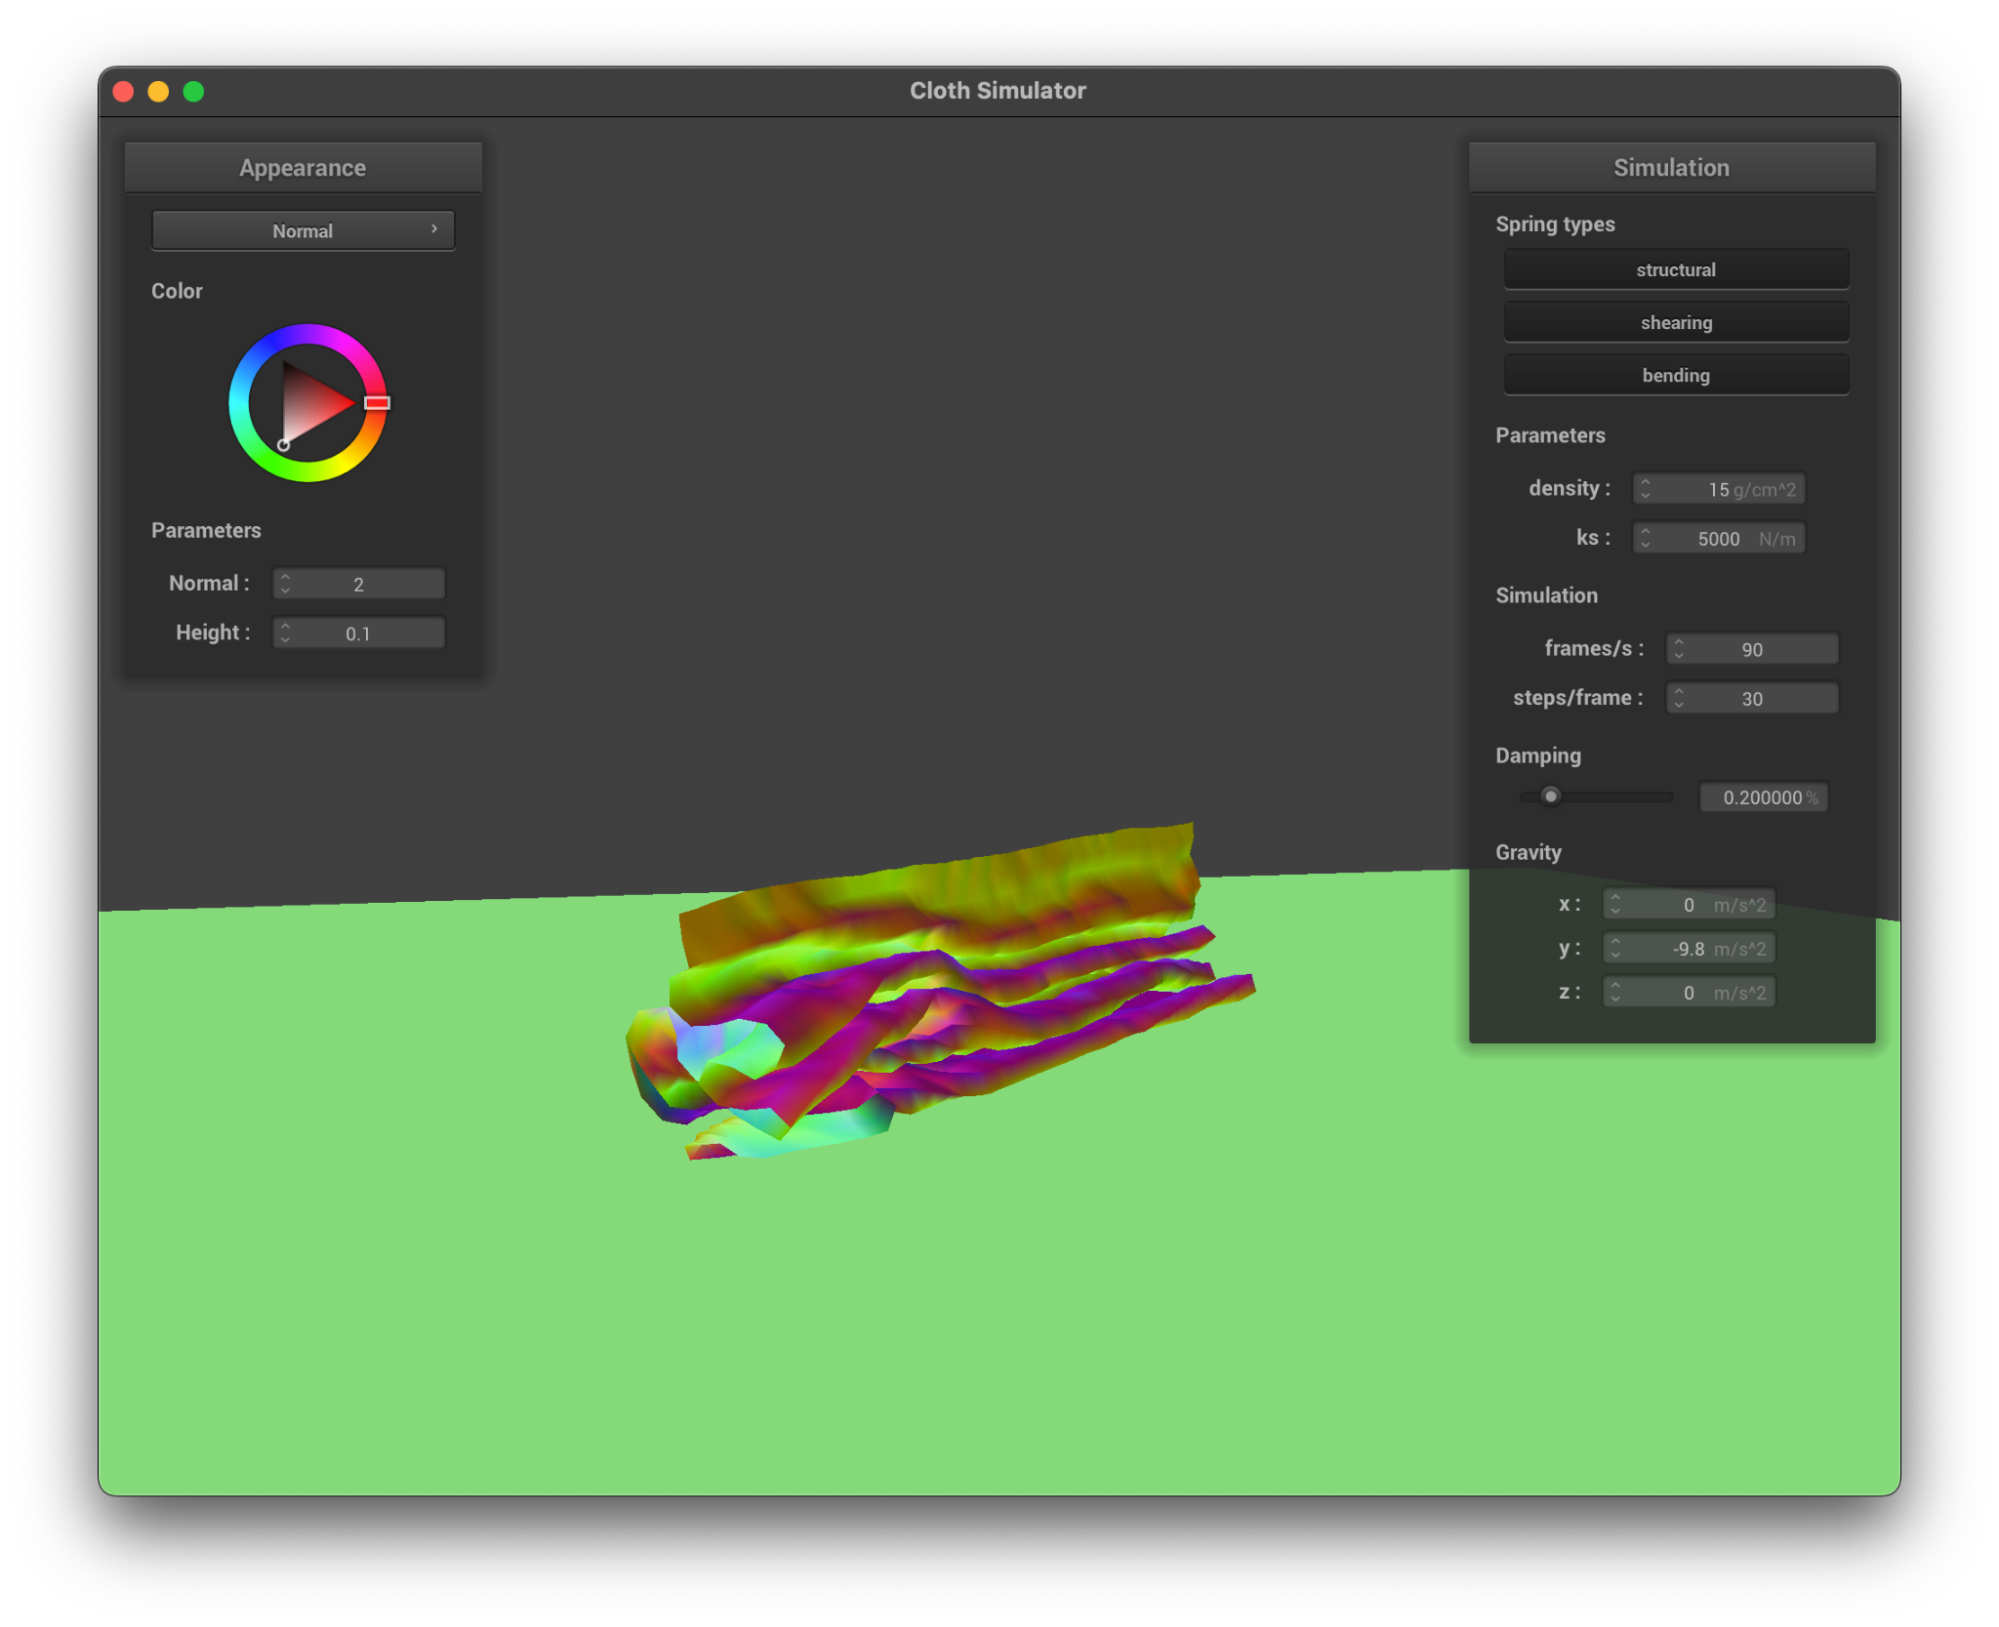 Cloth Simulator
Appearance
Normal
Color
Parameters
Normal : 2
Height : 0.1
Simulation
Spring types
structural
shearing
bending
Parameters
density : 15 g/cm^2
ks : 5000 N/m
Simulation
frames/s : 90
steps/frame : 30
Damping
0.200000 %
Gravity
x : 0 m/s^2
y : -9.8 m/s^2
z : 0 m/s^2